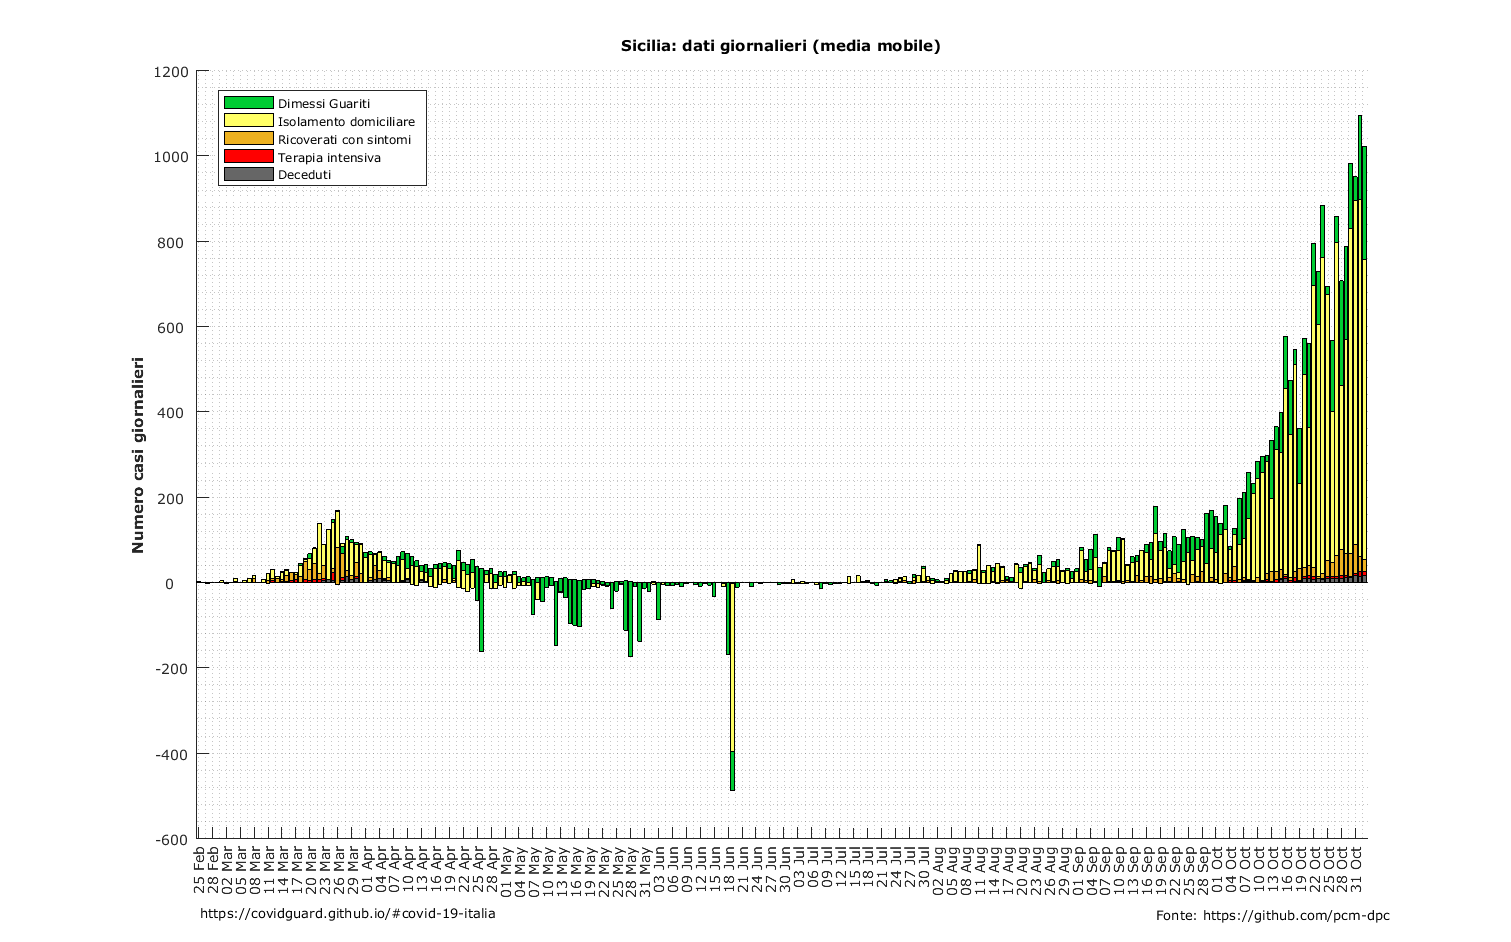 Sicilia: dati giornalieri (media mobile)
1200
1000
800
600
400
200
0
-200
-400
-600
Numero casi giornalieri
Dimessi Guariti
Isolamento domiciliare
Ricoverati con sintomi
Terapia intensiva
Deceduti
25 Feb
28 Feb
02 Mar
05 Mar
08 Mar
11 Mar
14 Mar
17 Mar
20 Mar
23 Mar
26 Mar
29 Mar
01 Apr
04 Apr
07 Apr
10 Apr
13 Apr
16 Apr
19 Apr
22 Apr
25 Apr
28 Apr
01 May
04 May
07 May
10 May
13 May
16 May
19 May
22 May
25 May
28 May
31 May
03 Jun
06 Jun
09 Jun
12 Jun
15 Jun
18 Jun
21 Jun
24 Jun
27 Jun
30 Jun
03 Jul
06 Jul
09 Jul
12 Jul
15 Jul
18 Jul
21 Jul
24 Jul
27 Jul
30 Jul
02 Aug
05 Aug
08 Aug
11 Aug
14 Aug
17 Aug
20 Aug
23 Aug
26 Aug
29 Aug
01 Sep
04 Sep
07 Sep
10 Sep
13 Sep
16 Sep
19 Sep
22 Sep
25 Sep
28 Sep
01 Oct
04 Oct
07 Oct
10 Oct
13 Oct
16 Oct
19 Oct
22 Oct
25 Oct
28 Oct
31 Oct
https://covidguard.github.io/#covid-19-italia
Fonte: https://github.com/pcm-dpc